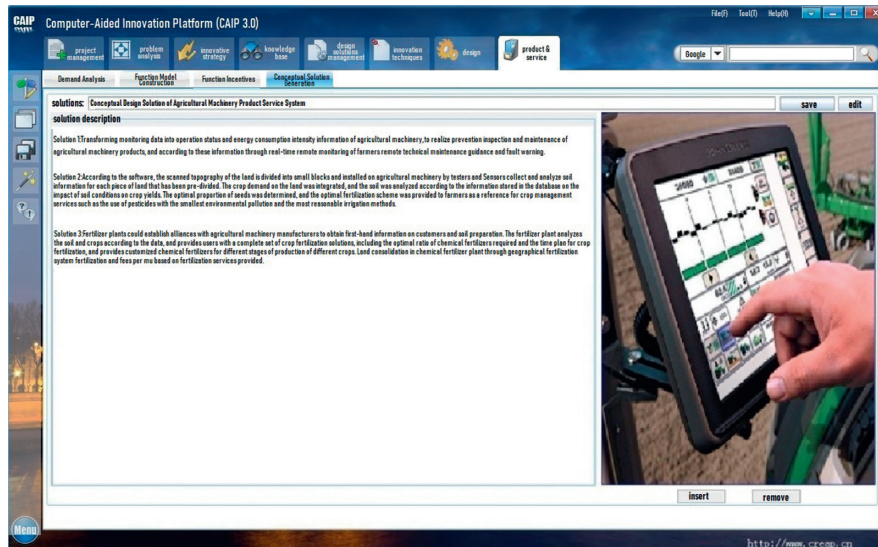 CAIP
Computer-Aided Innovation Platform (CAIP 3.0)
File(F) Tool(T) Help(H)
project management
problem analysis
innovative strategy
knowledge base
design solutions management
innovation techniques
design
product & service
Google
Demand Analysis
Function Model Construction
Function Incentives
Conceptual Solution Generation
solutions: Conceptual Design Solution of Agricultural Machinery Product Service System
save edit
solution description
Solution 1:Transforming monitoring data into operation status and energy consumption intensity information of agricultural machinery,to realize prevention inspection and maintenance of
agricultural machinery products, and according to these information through real-time remote monitoring of farmers remote technical maintenance guidance and fault warning.
Solution 2:According to the software, the scanned topography of the land is divided into small blocks and installed on agricultural machinery by testers and Sensors collect and analyze soil
information for each piece of land that has been pre-divided. The crop demand on the land was integrated, and the soil was analyzed according to the information stored in the database on the
impact of soil conditions on crop yields. The optimal proportion of seeds was determined, and the optimal fertilization scheme was provided to farmers as a reference for crop management
services such as the use of pesticides with the smallest environmental pollution and the most reasonable irrigation methods.
Solution 3:Fertilizer plants could establish alliances with agricultural machinery manufacturers to obtain first-hand information on customers and soil preparation. The fertilizer plant analyzes
the soil and crops according to the data, and provides users with a complete set of crop fertilization solutions, including the optimal ratio of chemical fertilizers required and the time plan for crop
fertilization, and provides customized chemical fertilizers for different stages of production of different crops. Land consolidation in chemical fertilizer plant through geographical fertilization
system fertilization and fees per mu based on fertilization services provided.
JOHN DEERE
insert remove
Menu
http://www.creap.cn